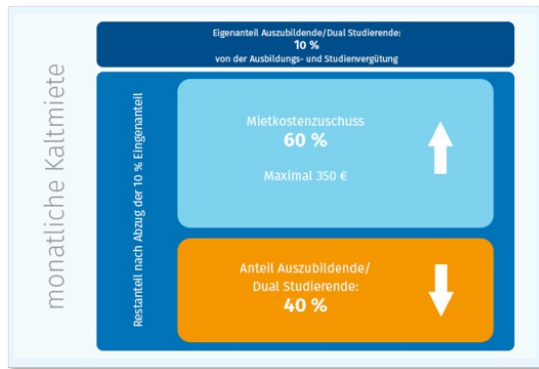 monatliche Kaltmiete
Eigenanteil Auszubildende/Dual Studierende:
10 %
von der Ausbildungs- und Studienvergütung
Restanteil nach Abzug der 10 % Eingenanteil
Mietkostenzuschuss
60 %
Maximal 350 €
Anteil Auszubildende/
Dual Studierende:
40 %